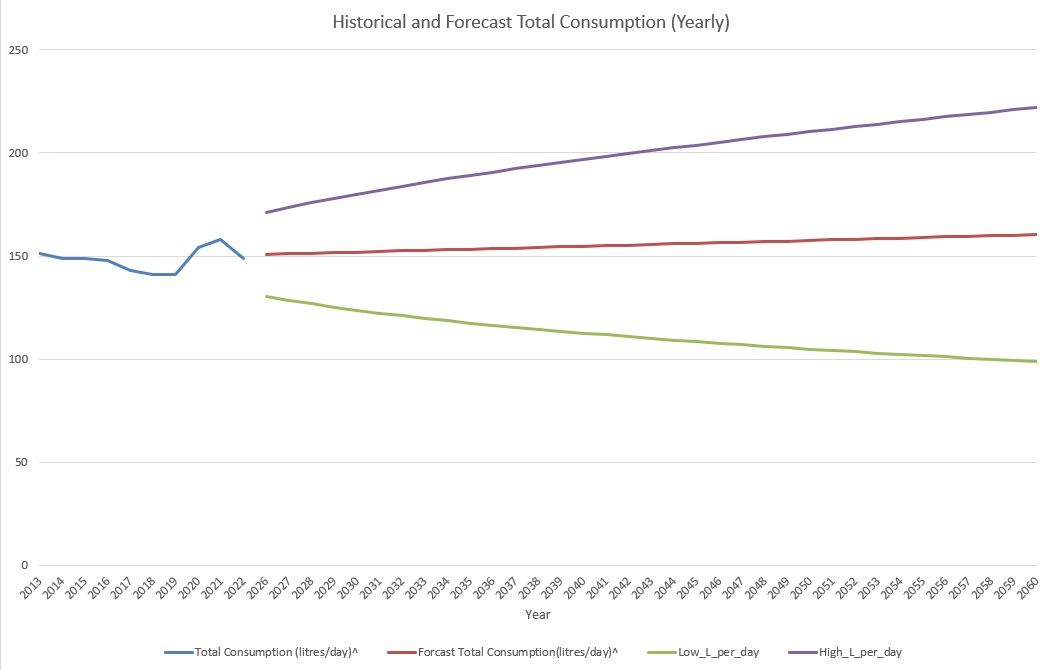 Historical and Forecast Total Consumption (Yearly)
250
200
150
100
50
0
2013 2014 2015 2016 2017 2018 2019 2020 2021 2022 2026 2027 2028 2029 2030 2031 2032 2033 2034 2035 2036 2037 2038 2039 2040 2041 2042 2043 2044 2045 2046 2047 2048 2049 2050 2051 2052 2053 2054 2055 2056 2057 2058 2059 2060
Year
Total Consumption (litres/day)^ Forcast Total Consumption(litres/day)^ Low_L_per_day High_L_per_day